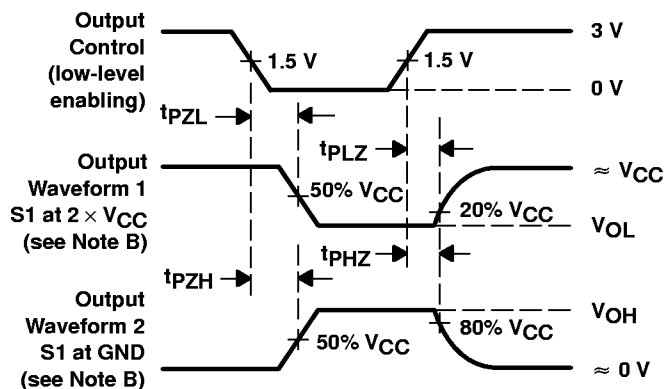 Output
Control
(low-level
enabling)
1.5 V
1.5 V
3 V
0 V
tPZL
tPLZ
Output
Waveform 1
S1 at 2 × VCC
(see Note B)
50% VCC
20% VCC
≈ VCC
VOL
tPZH
tPHZ
Output
Waveform 2
S1 at GND
(see Note B)
50% VCC
80% VCC
VOH
≈ 0 V